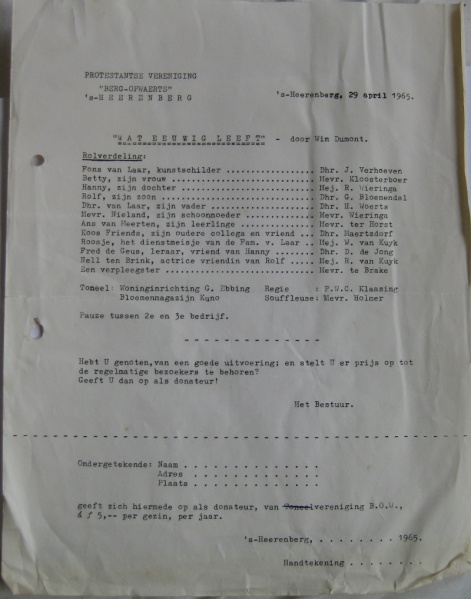 PROTESTANTSE VERENIGING
"BERG-OPWAERTS"
's-H E E R E N B E R G
's-Heerenberg, 29 april 1965.
"W A T  E E U W I G  L E E F T" - door Wim Dumont.
Rolverdeling:
Fons van Laar, kunstschilder ................. Dhr. J. Verhoeven
Betty, zijn vrouw ........................... Mevr. Kloosterboer
Hanny, zijn dochter ......................... Mej. R. Wieringa
Rolf, zijn zoon ............................. Dhr. G. Bloemendal
Dhr. van Laar, zijn vader ................... Dhr. H. Woerts
Mevr. Nieland, zijn schoonmoeder ............ Mevr. Wieringa
Ans van Meerten, zijn leerlinge ............. Mevr. ter Horst
Koos Friends, zijn oudere collega en vriend .. Dhr. Haertsdorf
Roosje, het dienstmeisje van de Fam. v. Laar .. Mej. W. van Kuyk
Fred de Geus, leraar, vriend van Hanny ....... Dhr. D. de Jong
Nell ten Brink, actrice vriendin van Rolf ..... Mej. R. van Kuyk
Een verpleegster ............................ Mevr. te Brake
Toneel: Woninginrichting G. Ebbing Regie : P.W.C. Klaasing
Bloemenmagazijn Kuno Souffleuse: Mevr. Holner
Pauze tussen 2e en 3e bedrijf.
- - - - - - - - - - - - - -
Hebt U genoten,van een goede uitvoering; en stelt U er prijs op tot
de regelmatige bezoekers te behoren?
Geeft U dan op als donateur!
Het Bestuur.
Ondergetekende: Naam . . . . . . . . . . . . .
Adres . . . . . . . . . . . . .
Plaats . . . . . . . . . . . . .
geeft zich hiermede op als donateur, van Toneelvereniging B.O.W.,
á ƒ 5,-- per gezin, per jaar.
's-Heerenberg, . . . . . . . . 1965.
Handtekening . . . . . . . .